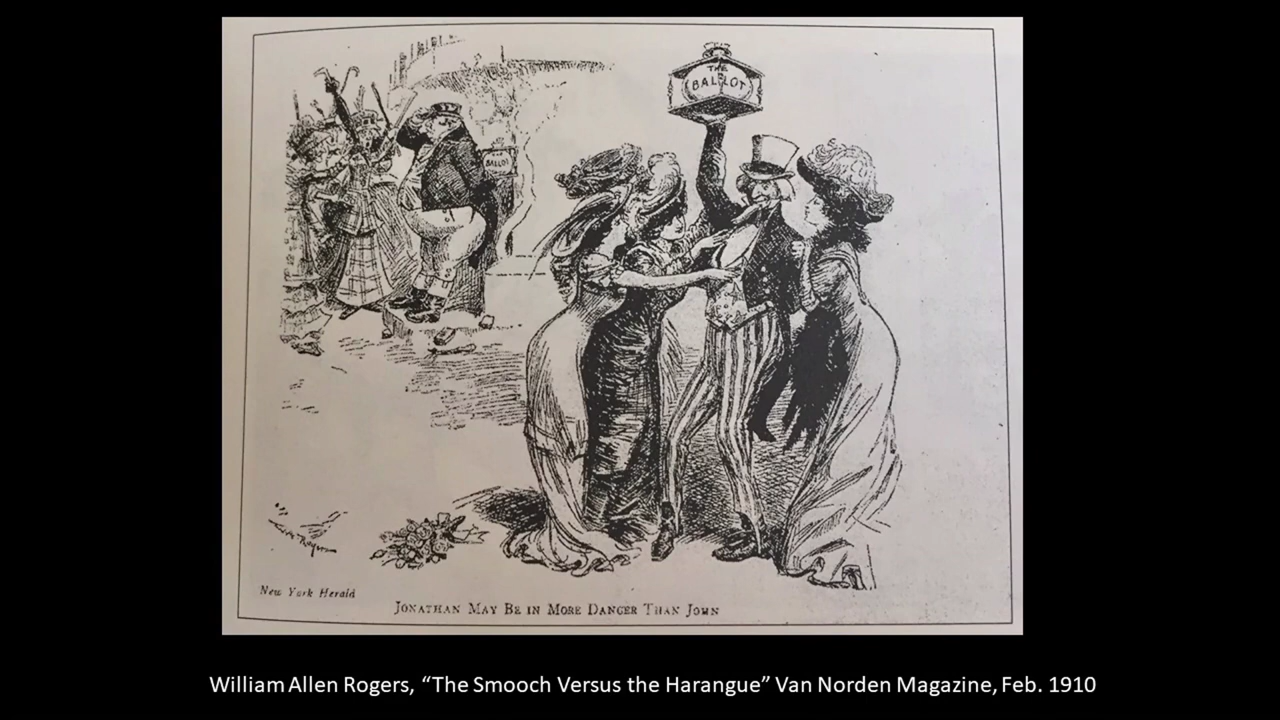 THE
BALLOT
BALLOT
New York Herald
JONATHAN MAY BE IN MORE DANGER THAN JOHN
William Allen Rogers, “The Smooch Versus the Harangue” Van Norden Magazine, Feb. 1910